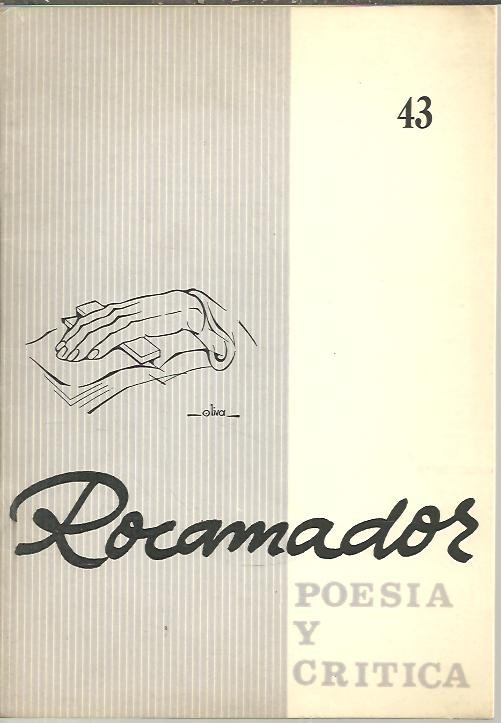 43
oliva
Rocamador
POESIA
Y
CRITICA